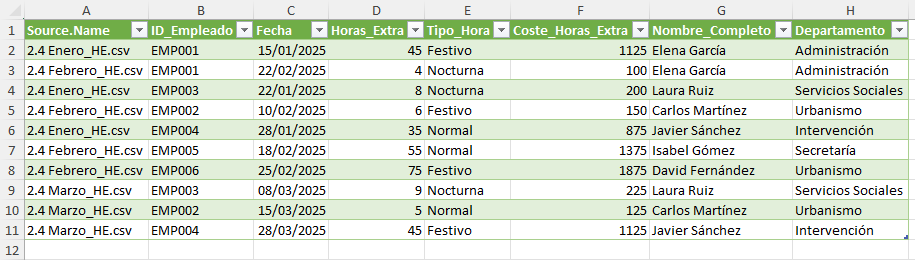 A B C D E F G H
1 Source.Name ID_Empleado Fecha Horas_Extra Tipo_Hora Coste_Horas_Extra Nombre_Completo Departamento
2 2.4 Enero_HE.csv EMP001 15/01/2025 45 Festivo 1125 Elena García Administración
3 2.4 Febrero_HE.csv EMP001 22/02/2025 4 Nocturna 100 Elena García Administración
4 2.4 Enero_HE.csv EMP003 22/01/2025 8 Nocturna 200 Laura Ruiz Servicios Sociales
5 2.4 Febrero_HE.csv EMP002 10/02/2025 6 Festivo 150 Carlos Martínez Urbanismo
6 2.4 Enero_HE.csv EMP004 28/01/2025 35 Normal 875 Javier Sánchez Intervención
7 2.4 Febrero_HE.csv EMP005 18/02/2025 55 Normal 1375 Isabel Gómez Secretaría
8 2.4 Febrero_HE.csv EMP006 25/02/2025 75 Festivo 1875 David Fernández Urbanismo
9 2.4 Marzo_HE.csv EMP003 08/03/2025 9 Nocturna 225 Laura Ruiz Servicios Sociales
10 2.4 Marzo_HE.csv EMP002 15/03/2025 5 Normal 125 Carlos Martínez Urbanismo
11 2.4 Marzo_HE.csv EMP004 28/03/2025 45 Festivo 1125 Javier Sánchez Intervención
12